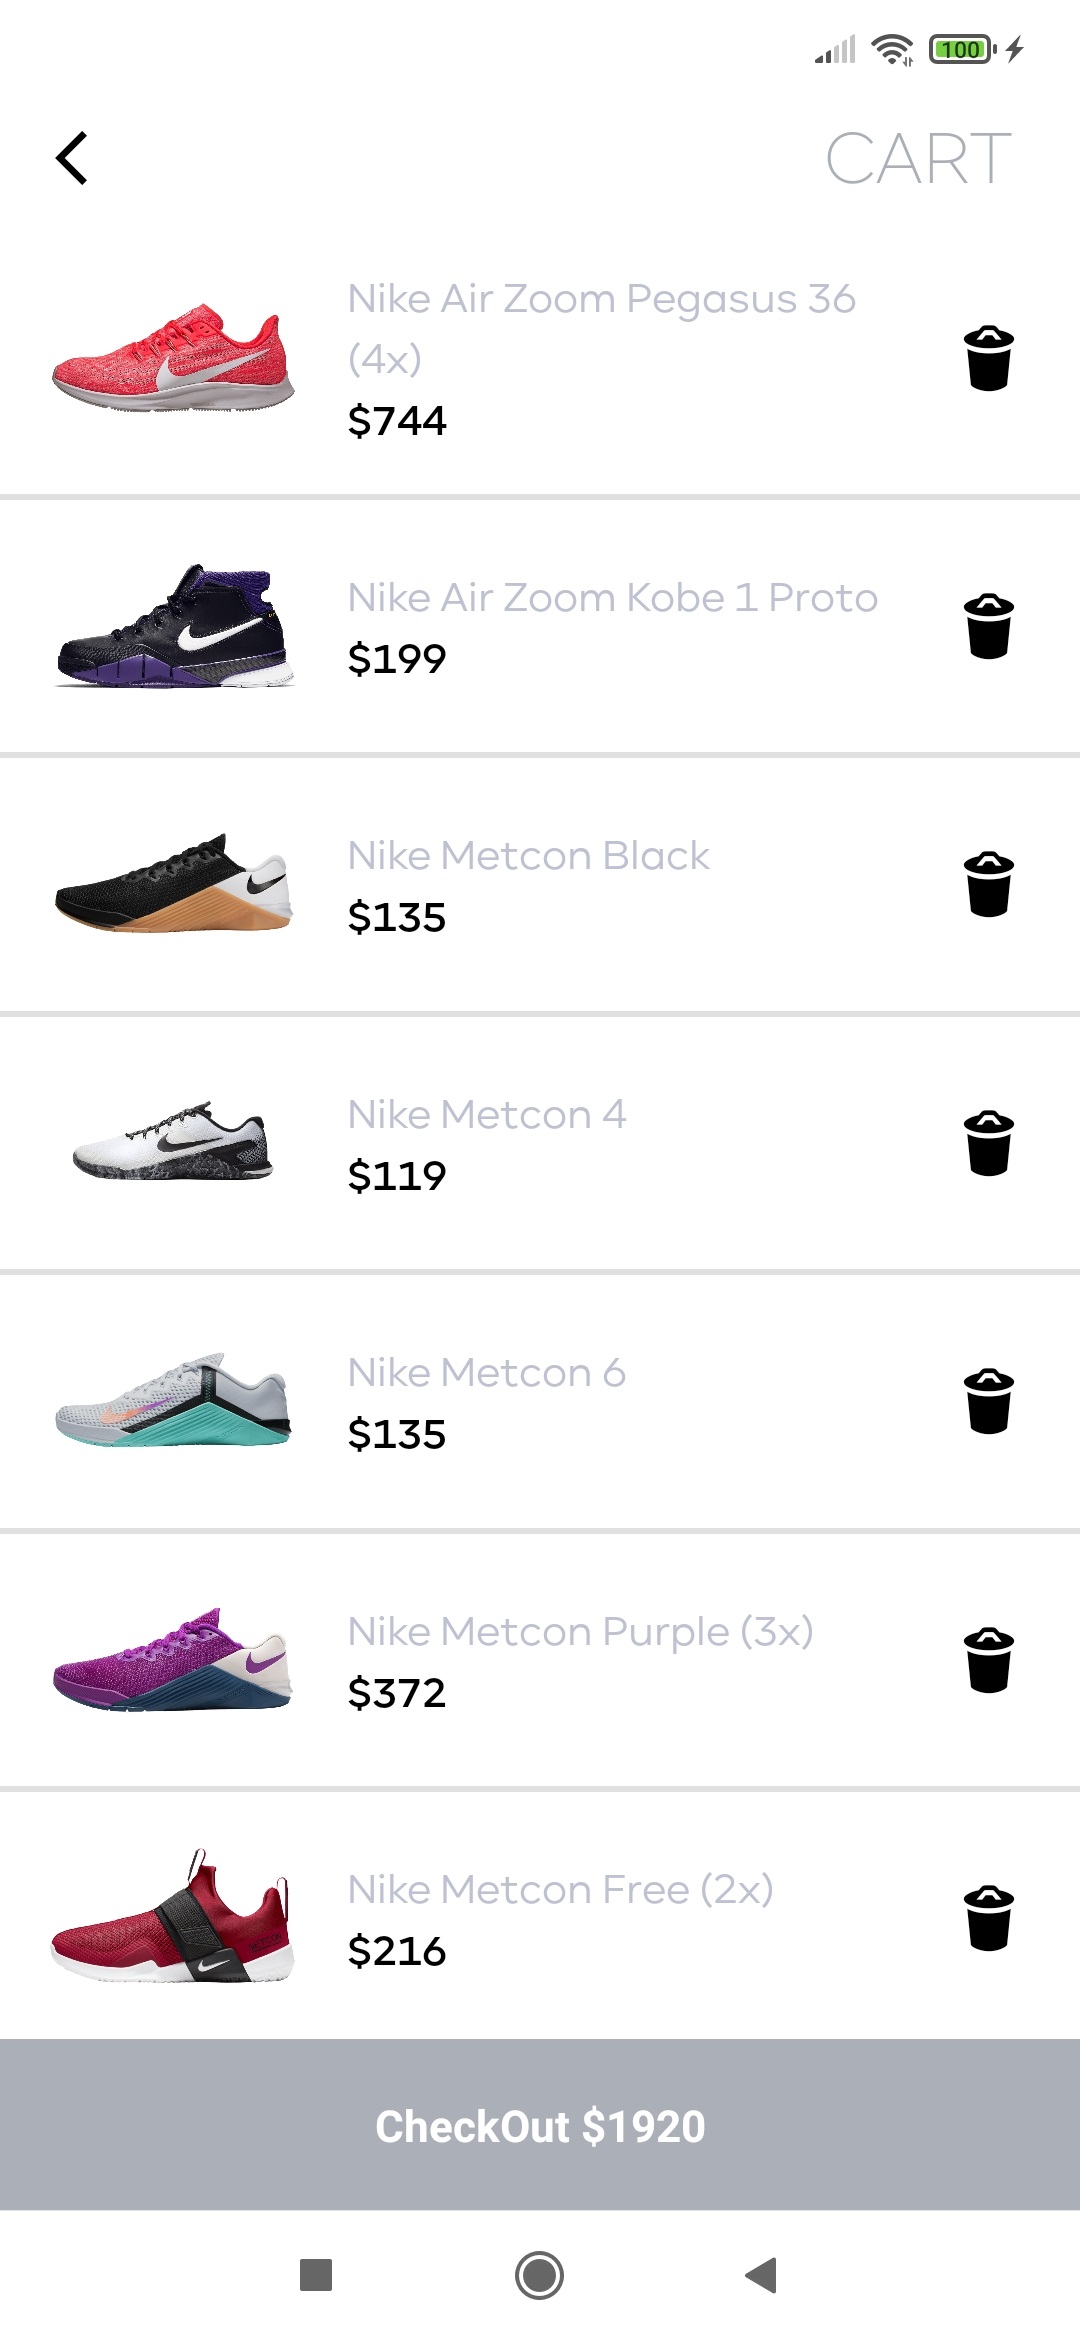 100
CART
Nike Air Zoom Pegasus 36
(4x)
$744
Nike Air Zoom Kobe 1 Proto
$199
Nike Metcon Black
$135
Nike Metcon 4
$119
Nike Metcon 6
$135
Nike Metcon Purple (3x)
$372
Nike Metcon Free (2x)
$216
CheckOut $1920